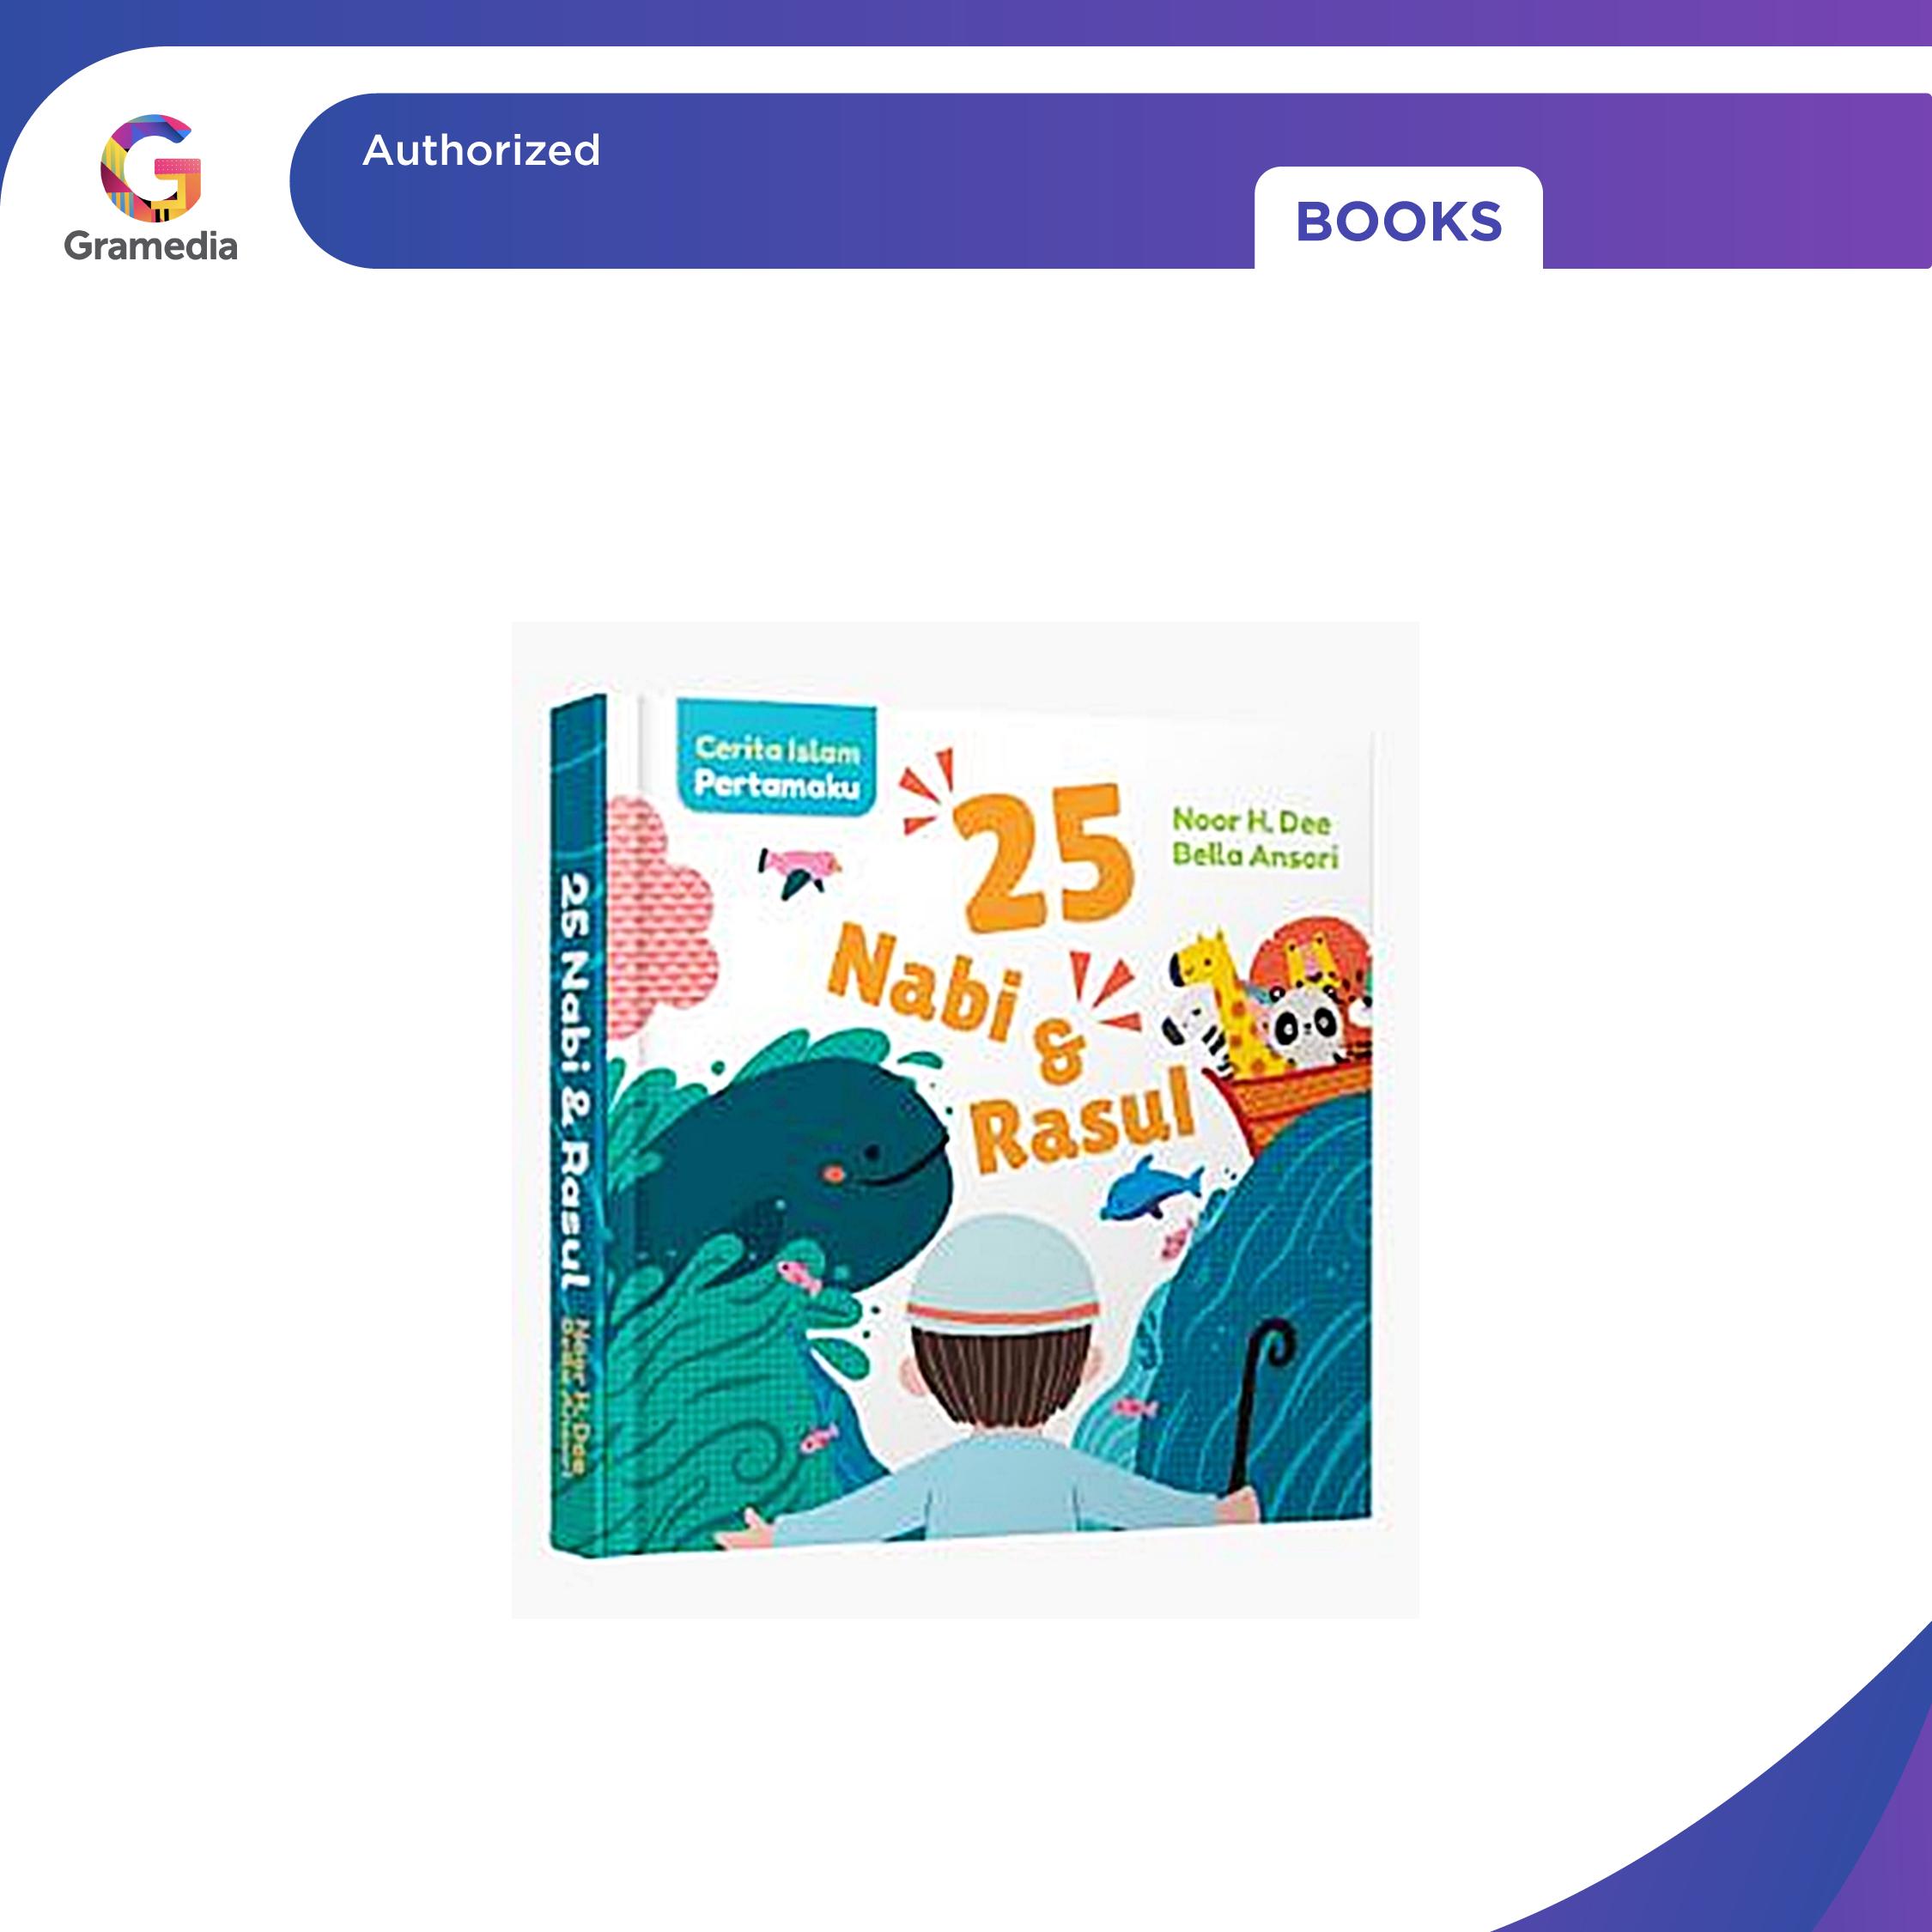 Gramedia
Authorized
BOOKS
Cerita Islam
Pertamaku
25
Nabi
&
Rasul
Noor H. Dee
Bella Ansori
25 Nabi & Rasul
Noor H. Dee
Bella Ansori